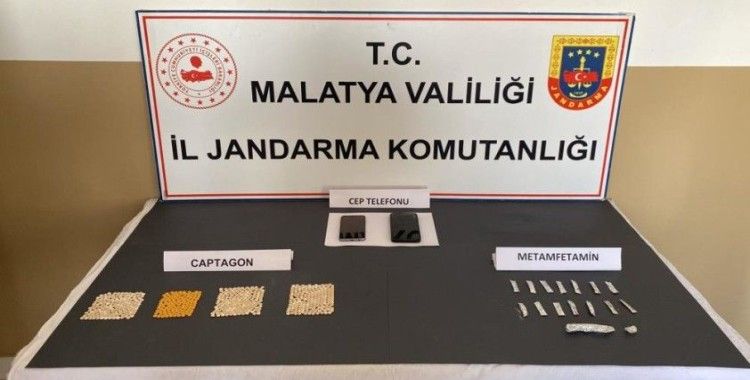 T.C.
MALATYA VALİLİĞİ
İL JANDARMA KOMUTANLIĞI
JANDARMA
CEP TELEFONU
CAPTAGON
METAMFETAMİN